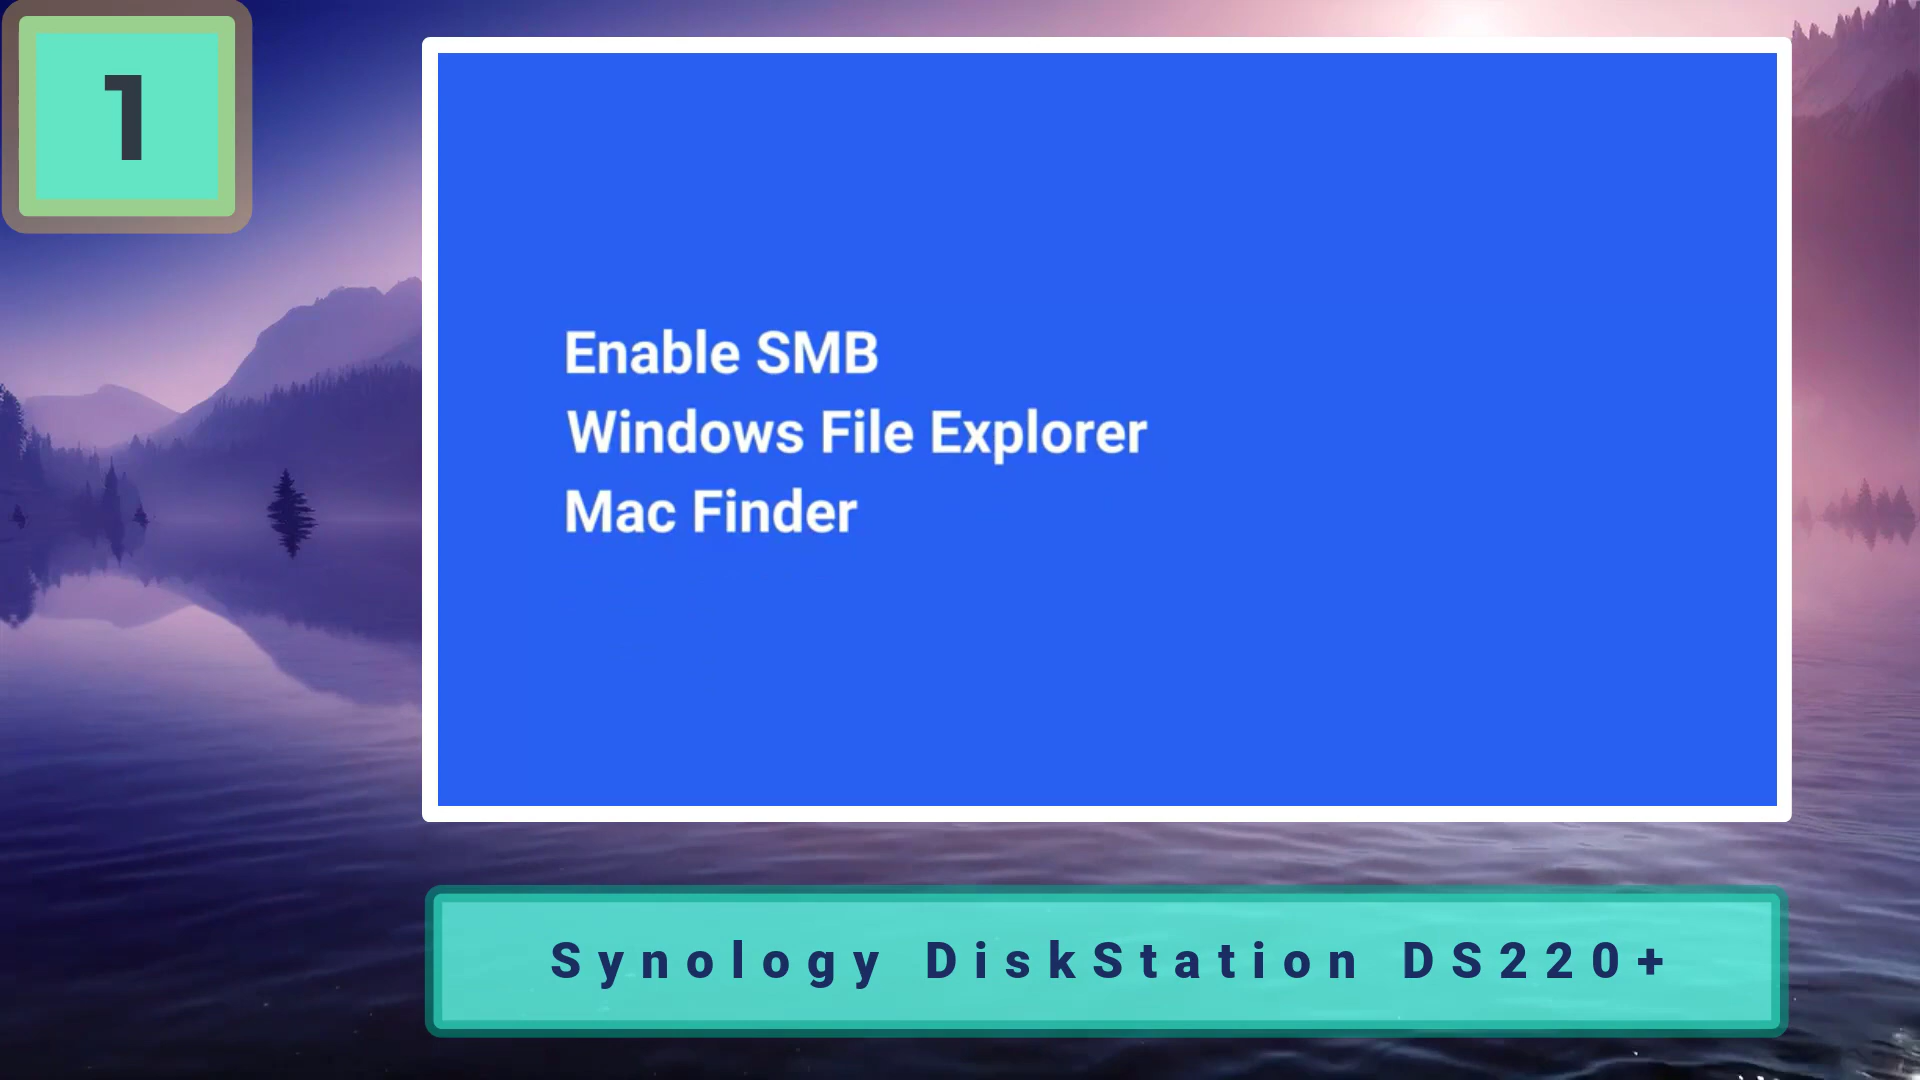 1
Enable SMB
Windows File Explorer
Mac Finder
Synology DiskStation DS220+